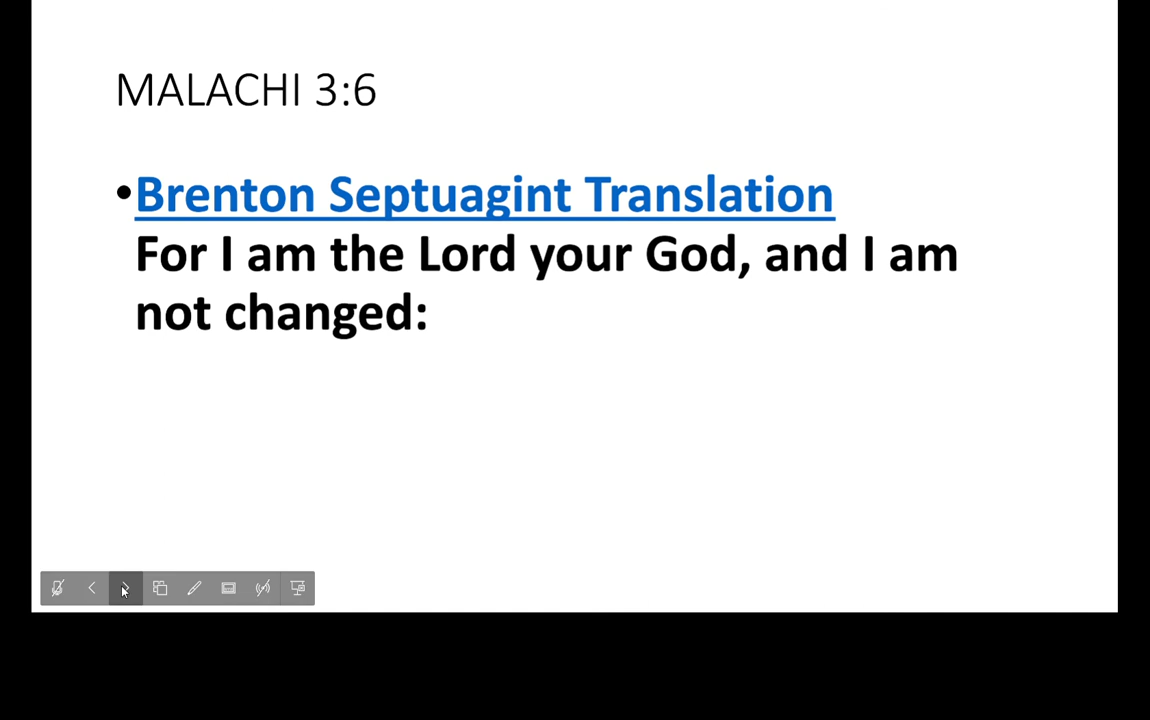 MALACHI 3:6
•Brenton Septuagint Translation
For I am the Lord your God, and I am
not changed: